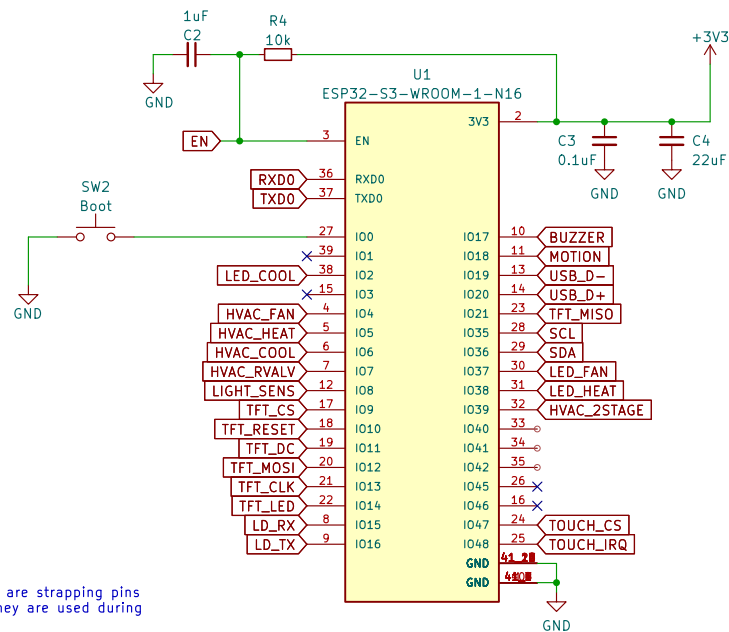 1uF
C2
R4
10k
GND
+3V3
U1
ESP32-S3-WROOM-1-N16
C3
0.1uF
C4
22uF
GND
GND
EN 3 EN
3V3 2
RXD0 36 RXD0
TXD0 37 TXD0
SW2
Boot
GND
27 IO0
39 IO1
LED_COOL 38 IO2
15 IO3
HVAC_FAN 4 IO4
HVAC_HEAT 5 IO5
HVAC_COOL 6 IO6
HVAC_RVALV 7 IO7
LIGHT_SENS 12 IO8
TFT_CS 17 IO9
TFT_RESET 18 IO10
TFT_DC 19 IO11
TFT_MOSI 20 IO12
TFT_CLK 21 IO13
TFT_LED 22 IO14
LD_RX 8 IO15
LD_TX 9 IO16
IO17 10 BUZZER
IO18 11 MOTION
IO19 13 USB_D-
IO20 14 USB_D+
IO21 23 TFT_MISO
IO35 28 SCL
IO36 29 SDA
IO37 30 LED_FAN
IO38 31 LED_HEAT
IO39 32 HVAC_2STAGE
IO40 33
IO41 34
IO42 35
IO45 26
IO46 16
IO47 24 TOUCH_CS
IO48 25 TOUCH_IRQ
GND
GND
GND
are strapping pins
hey are used during